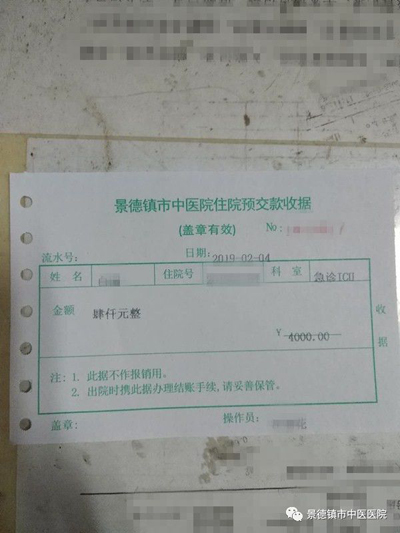 景德镇市中医院住院预交款收据
(盖章有效) No:
流水号: 日期: 2019-02-04
姓名 住院号 科室 急诊ICU
金额 肆仟元整
￥ 4000.00
收据
注: 1. 此据不作报销用。
2. 出院时携此据办理结账手续,请妥善保管。
盖章: 操作员:
景德镇市中医医院